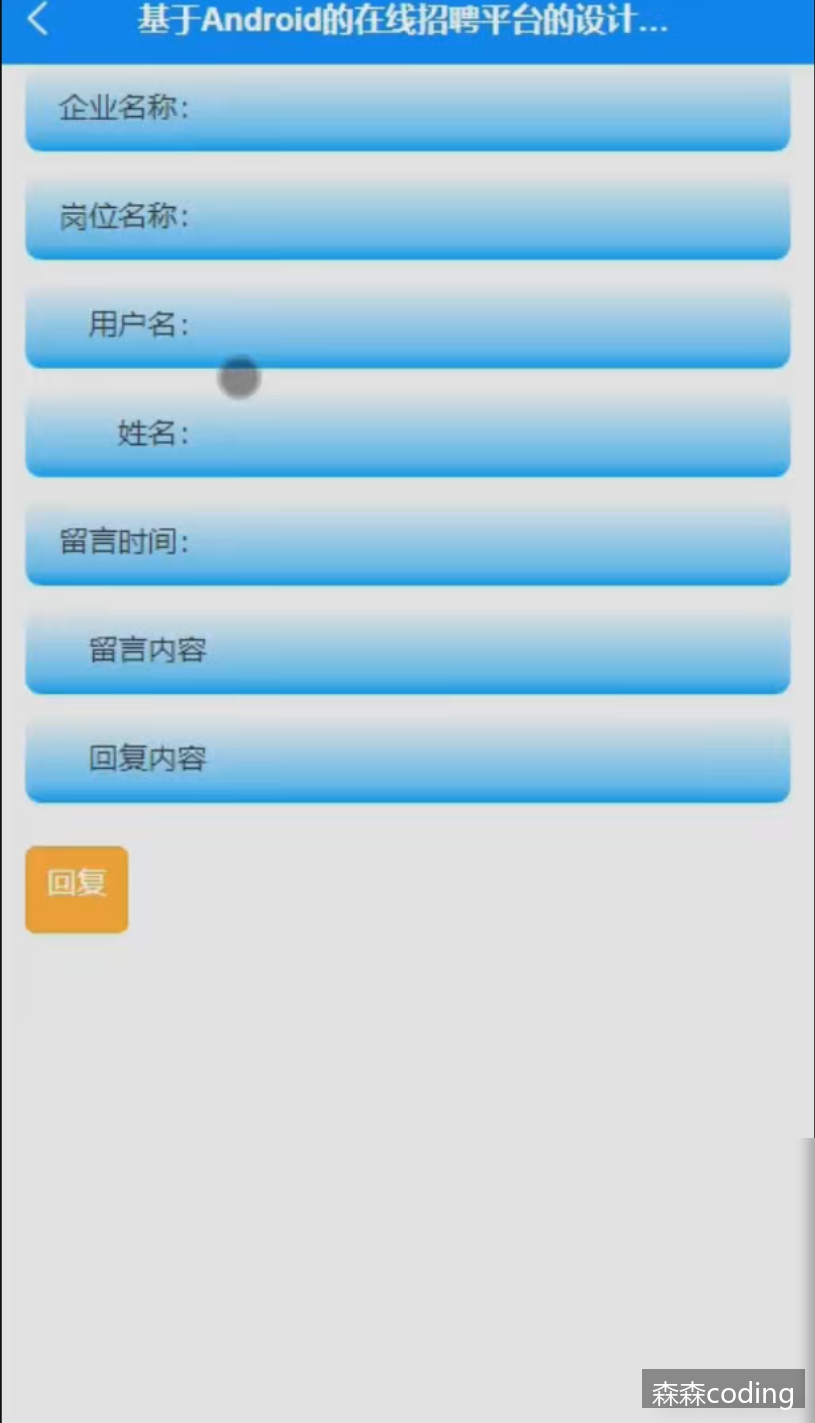 基于Android的在线招聘平台的设计...
企业名称：
岗位名称：
用户名：
姓名：
留言时间：
留言内容
回复内容
回复
森森coding